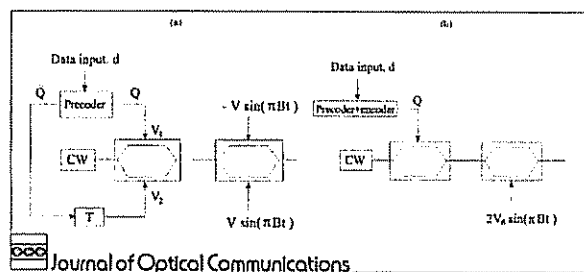 (a)
Data input, d
Q
Precoder
Q
V₁
CW
V₂
T
- V sin(πBt)
V sin(πBt)
(b)
Data input, d
Precoder+encoder
Q
CW
2Vₐ sin(πBt)
Journal of Optical Communications